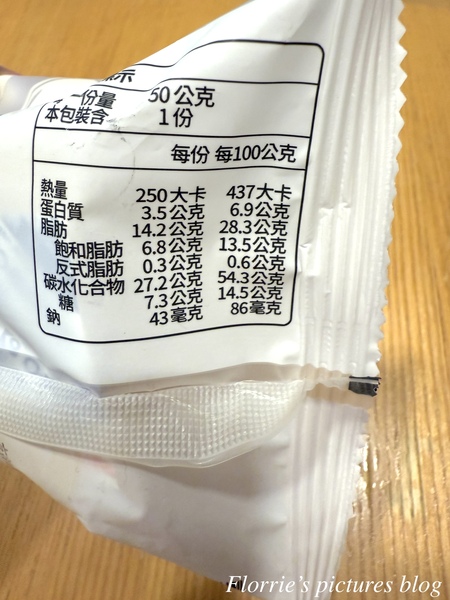 示
一份量 50公克
本包裝含 1份
每份 每100公克
熱量 250大卡 437大卡
蛋白質 3.5公克 6.9公克
脂肪 14.2公克 28.3公克
飽和脂肪 6.8公克 13.5公克
反式脂肪 0.3公克 0.6公克
碳水化合物 27.2公克 54.3公克
糖 7.3公克 14.5公克
鈉 43毫克 86毫克
Florrie's pictures blog